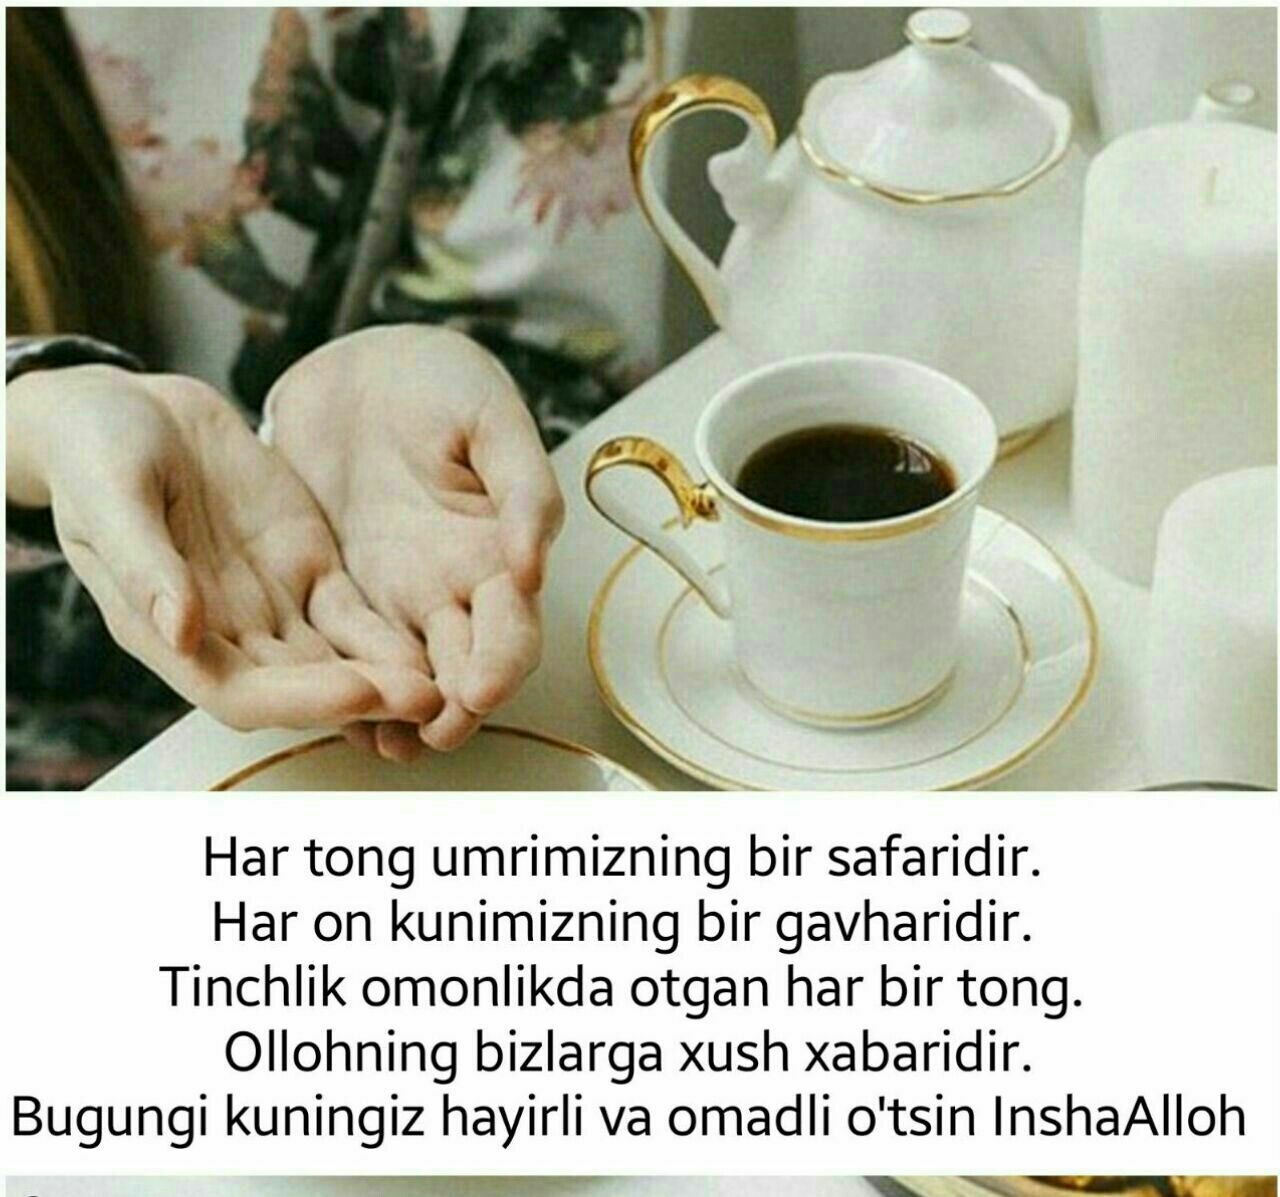 Har tong umrimizning bir safaridir.
Har on kunimizning bir gavharidir.
Tinchlik omonlikda otgan har bir tong.
Ollohning bizlarga xush xabaridir.
Bugungi kuningiz hayirli va omadli o'tsin InshaAlloh